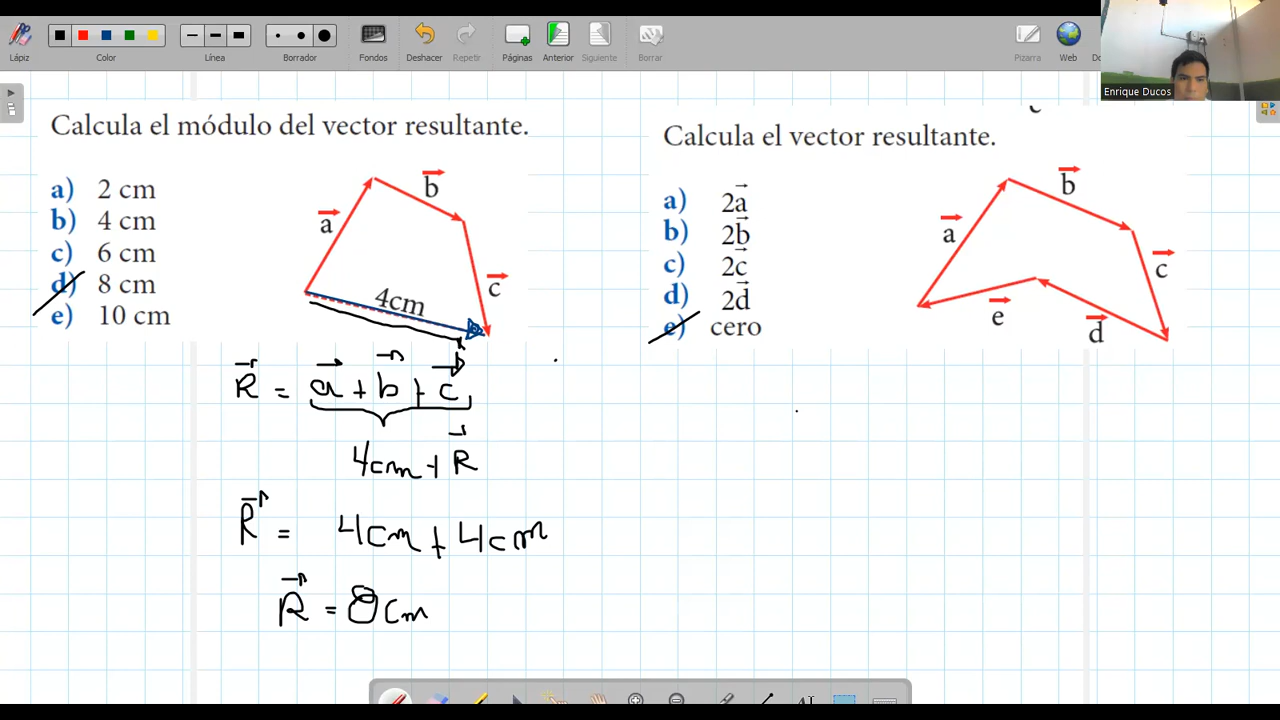 Lápiz
Color
Línea
Borrador
Fondos
Deshacer
Repetir
Páginas
Anterior
Siguiente
Borrar
Pizarra
Web
Enrique Ducos
Calcula el módulo del vector resultante.
a) 2 cm
b) 4 cm
c) 6 cm
d) 8 cm
e) 10 cm
a⃗
b⃗
c⃗
4cm
R⃗ = a⃗ + b⃗ + c⃗
4cm + R⃗
R⃗ = 4cm + 4cm
R⃗ = 8cm
Calcula el vector resultante.
a) 2a⃗
b) 2b⃗
c) 2c⃗
d) 2d⃗
e) cero
a⃗
b⃗
c⃗
e⃗
d⃗